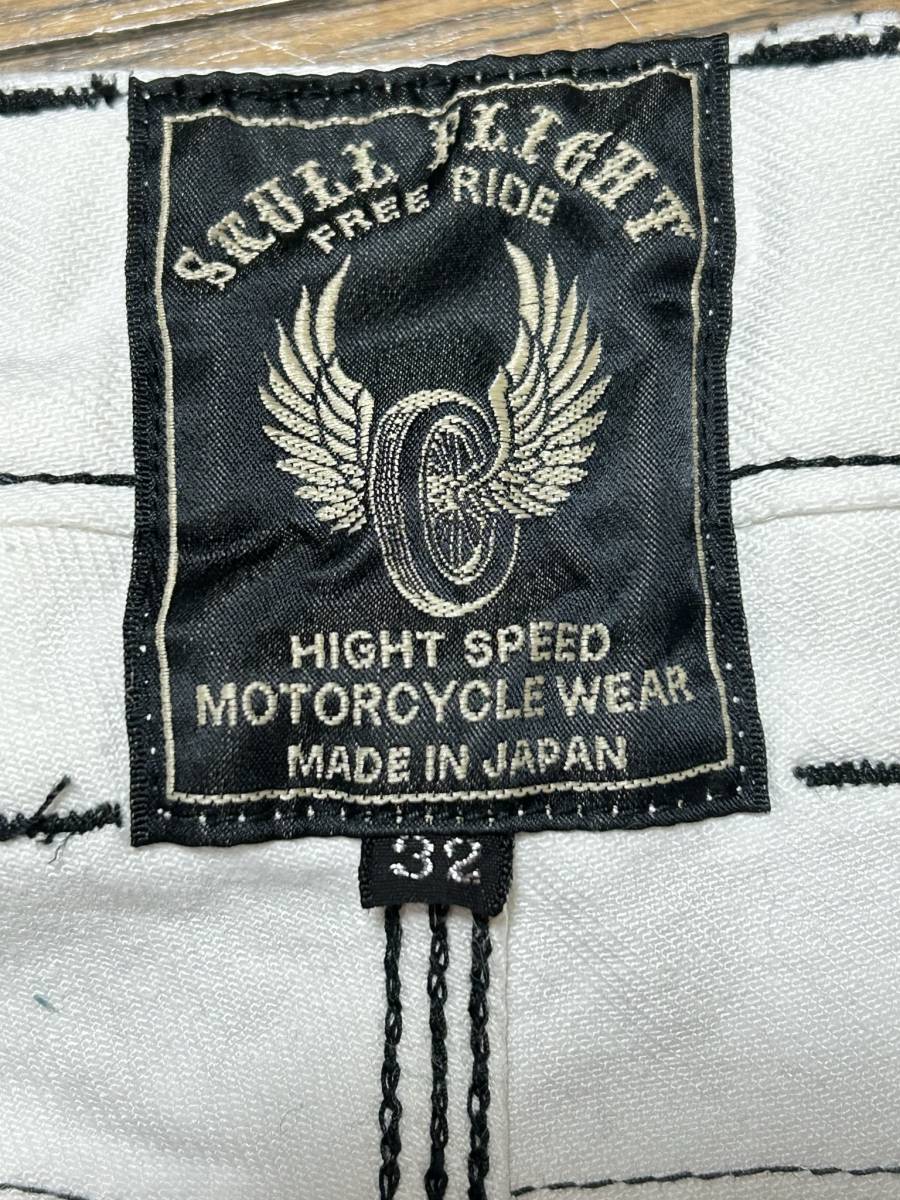 SKULL FLIGHT
FREE RIDE
HIGHT SPEED
MOTORCYCLE WEAR
MADE IN JAPAN
32